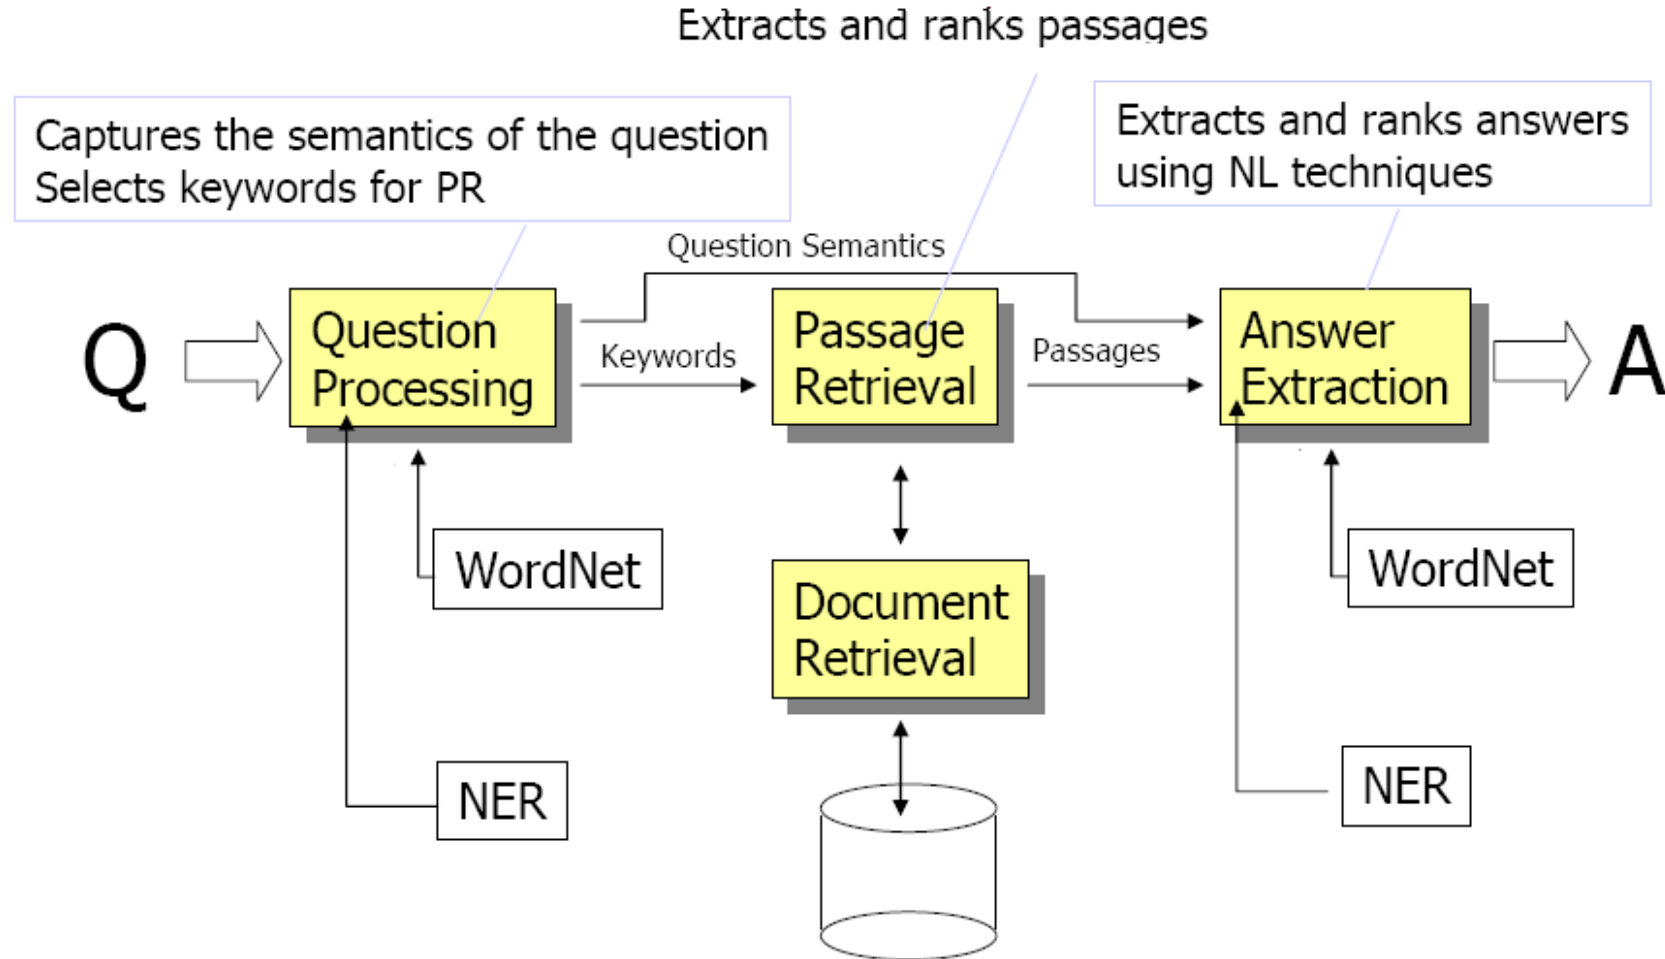 Extracts and ranks passages
Captures the semantics of the question
Selects keywords for PR
Extracts and ranks answers
using NL techniques
Question Semantics
Q
Question
Processing
Keywords
Passage
Retrieval
Passages
Answer
Extraction
A
WordNet
Document
Retrieval
WordNet
NER
NER